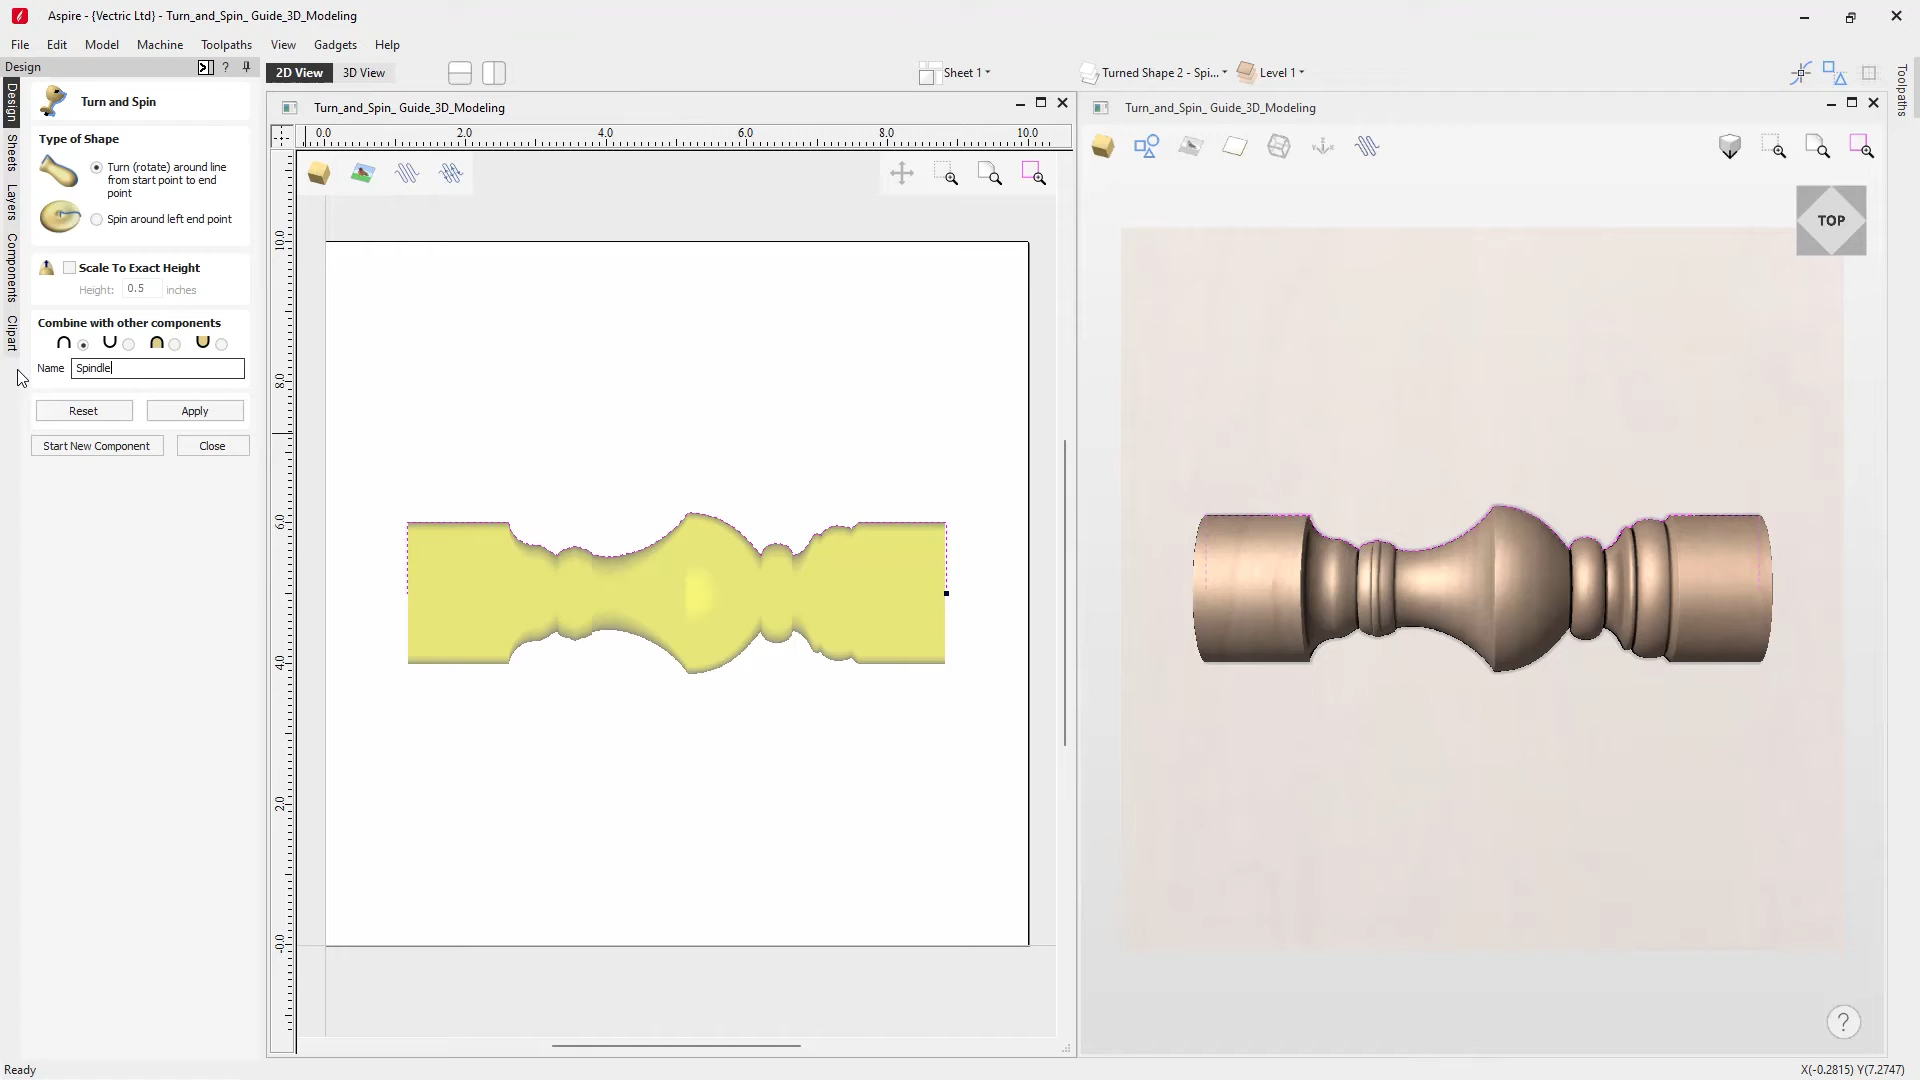 Aspire - {Vectric Ltd} - Turn_and_Spin_ Guide_3D_Modeling
File Edit Model Machine Toolpaths View Gadgets Help
Design
?
2D View
3D View
Sheet 1
Turned Shape 2 - Spi...
Level 1
Design
Sheets
Layers
Components
Clipart
Toolpaths
Turn and Spin
Type of Shape
Turn (rotate) around line
from start point to end
point
Spin around left end point
Scale To Exact Height
Height: 0.5 inches
Combine with other components
Name Spindle
Reset
Apply
Start New Component
Close
Turn_and_Spin_ Guide_3D_Modeling
0.0 2.0 4.0 6.0 8.0 10.0
10.0
8.0
6.0
4.0
2.0
-0.0
Turn_and_Spin_ Guide_3D_Modeling
TOP
?
Ready
X(-0.2815) Y(7.2747)